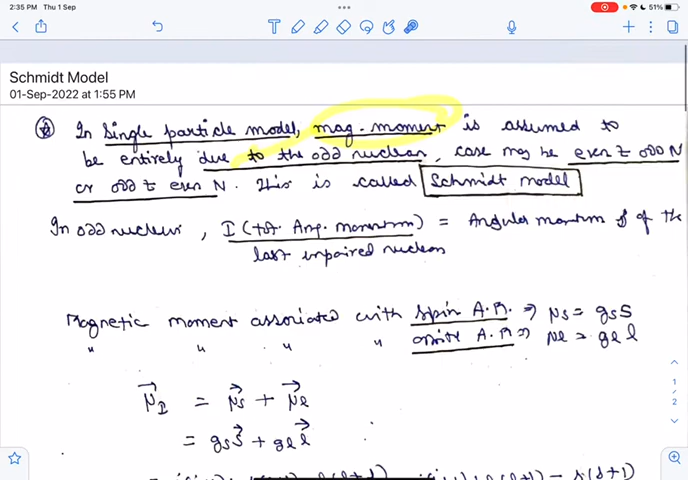 2:35 PM Thu 1 Sep
51%
Schmidt Model
01-Sep-2022 at 1:55 PM
In Single particle model, mag. moment is assumed to
be entirely due to the odd nucleon, case may be even Z odd N
or odd Z even N. This is called Schmidt model
In odd nucleus, I (tot. Ang. momentum) = Angular momentum J of the
last unpaired nucleon
Magnetic moment associated with spin A.M. ⇒ μs = gs S
" " " " orbit A.M ⇒ μl = gl l
μ⃗I = μ⃗s + μ⃗l
= gs S⃗ + gl l⃗
1
2